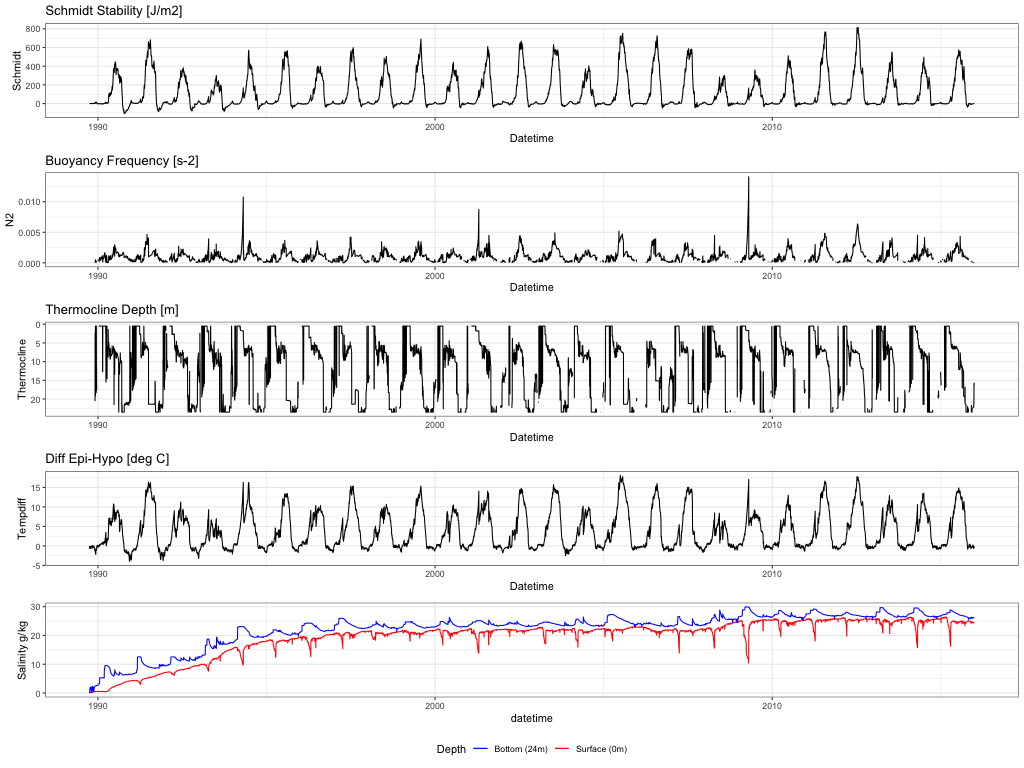 Schmidt Stability [J/m2]
Schmidt
800
600
400
200
0
1990
2000
2010
Datetime
Buoyancy Frequency [s-2]
N2
0.010
0.005
0.000
1990
2000
2010
Datetime
Thermocline Depth [m]
Thermocline
0
5
10
15
20
1990
2000
2010
Datetime
Diff Epi-Hypo [deg C]
Tempdiff
15
10
5
0
-5
1990
2000
2010
Datetime
Salinity g/kg
30
20
10
0
1990
2000
2010
datetime
Depth Bottom (24m) Surface (0m)